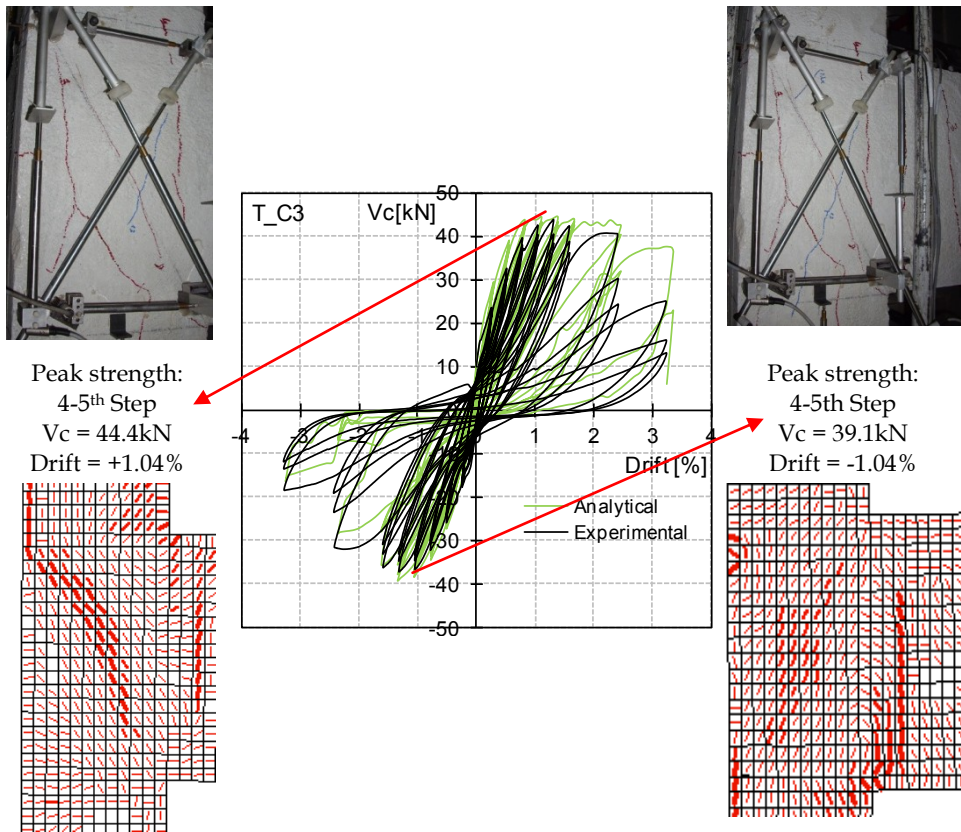 50
T_C3
Vc[kN]
40
30
20
10
-4
-3
-2
-1
0
1
2
3
4
-10
Drift [%]
-20
Analytical
Experimental
-30
-40
-50
Peak strength:
4-5th Step
Vc = 44.4kN
Drift = +1.04%
Peak strength:
4-5th Step
Vc = 39.1kN
Drift = -1.04%